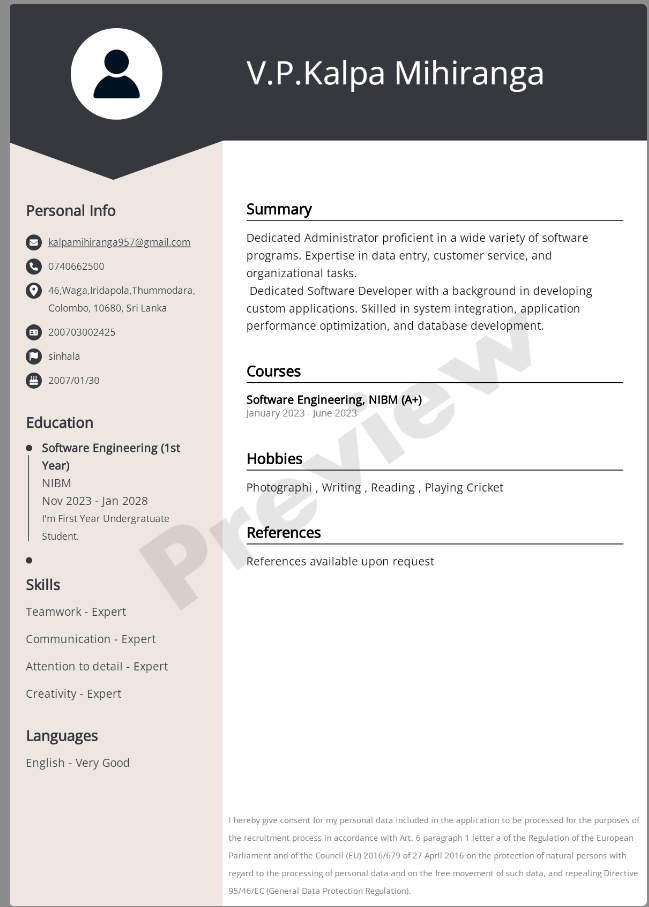 V.P.Kalpa Mihiranga
Personal Info
kalpamihiranga957@gmail.com
0740662500
46,Waga,Iridapola,Thummodara,
Colombo, 10680, Sri Lanka
200703002425
sinhala
2007/01/30
Education
Software Engineering (1st
Year)
NIBM
Nov 2023 - Jan 2028
I'm First Year Undergratuate
Student.
Skills
Teamwork - Expert
Communication - Expert
Attention to detail - Expert
Creativity - Expert
Languages
English - Very Good
Summary
Dedicated Administrator proficient in a wide variety of software
programs. Expertise in data entry, customer service, and
organizational tasks.
Dedicated Software Developer with a background in developing
custom applications. Skilled in system integration, application
performance optimization, and database development.
Courses
Software Engineering, NIBM (A+)
January 2023 - June 2023
Hobbies
Photographi , Writing , Reading , Playing Cricket
References
References available upon request
Preview
I hereby give consent for my personal data included in the application to be processed for the purposes of
the recruitment process in accordance with Art. 6 paragraph 1 letter a of the Regulation of the European
Parliament and of the Council (EU) 2016/679 of 27 April 2016 on the protection of natural persons with
regard to the processing of personal data and on the free movement of such data, and repealing Directive
95/46/EC (General Data Protection Regulation).